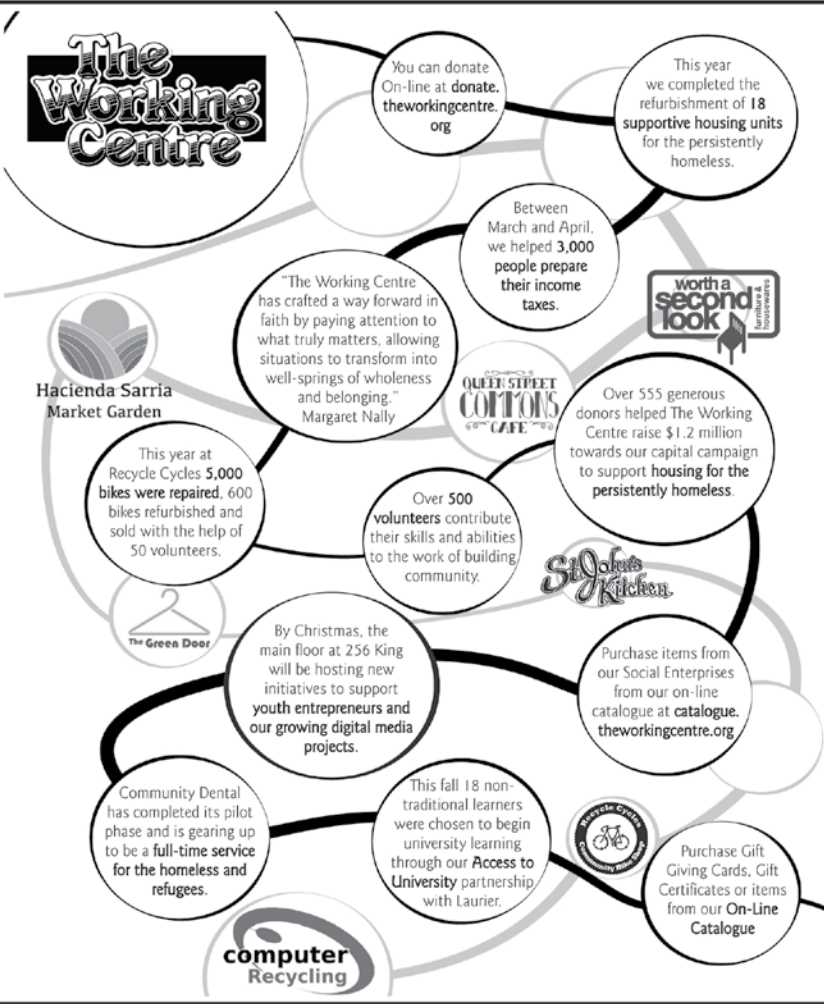 The
Working
Centre
You can donate
On-line at donate.
theworkingcentre.
org
This year
we completed the
refurbishment of 18
supportive housing units
for the persistently
homeless.
Between
March and April,
we helped 3,000
people prepare
their income
taxes.
"The Working Centre
has crafted a way forward in
faith by paying attention to
what truly matters, allowing
situations to transform into
well-springs of wholeness
and belonging."
Margaret Nally
worth a
second
look
furniture &
housewares
Hacienda Sarria
Market Garden
QUEEN STREET
COMMONS
CAFE
Over 555 generous
donors helped The Working
Centre raise $1.2 million
towards our capital campaign
to support housing for the
persistently homeless.
This year at
Recycle Cycles 5,000
bikes were repaired, 600
bikes refurbished and
sold with the help of
50 volunteers.
Over 500
volunteers contribute
their skills and abilities
to the work of building
community.
St John's
Kitchen
The Green Door
By Christmas, the
main floor at 256 King
will be hosting new
initiatives to support
youth entrepreneurs and
our growing digital media
projects.
Purchase items from
our Social Enterprises
from our on-line
catalogue at catalogue.
theworkingcentre.org
Community Dental
has completed its pilot
phase and is gearing up
to be a full-time service
for the homeless and
refugees.
This fall 18 non-
traditional learners
were chosen to begin
university learning
through our Access to
University partnership
with Laurier.
Recycle Cycles
Community Bike Shop
Purchase Gift
Giving Cards, Gift
Certificates or items
from our On-Line
Catalogue
computer
Recycling